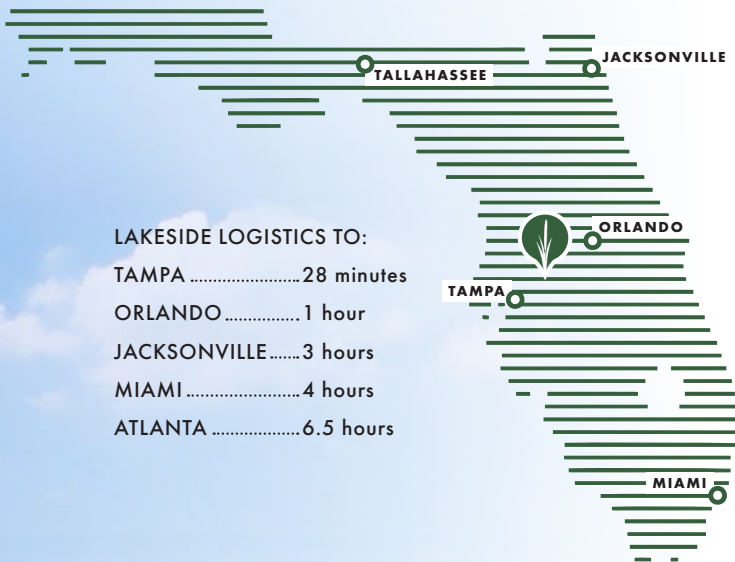 JACKSONVILLE
TALLAHASSEE
ORLANDO
LAKESIDE LOGISTICS TO:
TAMPA ........................ 28 minutes
ORLANDO ................ 1 hour
JACKSONVILLE ....... 3 hours
MIAMI ......................... 4 hours
ATLANTA .................... 6.5 hours
TAMPA
MIAMI